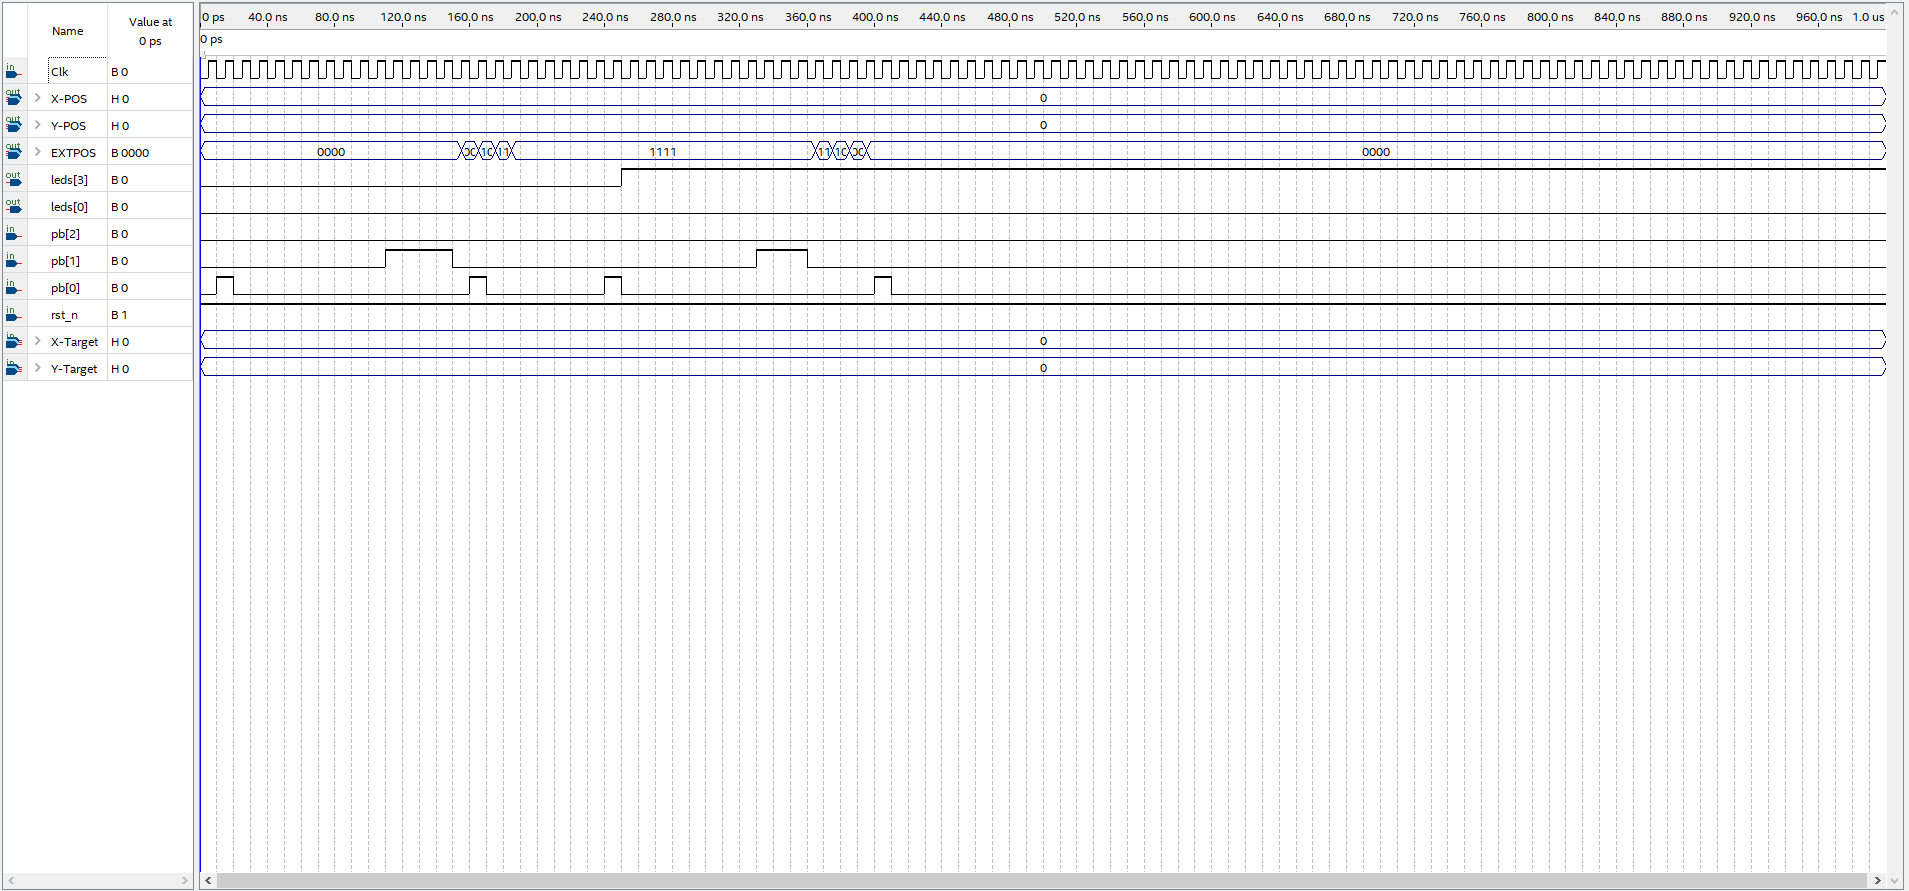 Name Value at 0 ps
0 ps 40.0 ns 80.0 ns 120.0 ns 160.0 ns 200.0 ns 240.0 ns 280.0 ns 320.0 ns 360.0 ns 400.0 ns 440.0 ns 480.0 ns 520.0 ns 560.0 ns 600.0 ns 640.0 ns 680.0 ns 720.0 ns 760.0 ns 800.0 ns 840.0 ns 880.0 ns 920.0 ns 960.0 ns 1.0 us
0 ps
in Clk B 0
out X-POS H 0 0
out Y-POS H 0 0
out EXTPOS B 0000 0000 1111 0000
out leds[3] B 0
out leds[0] B 0
in pb[2] B 0
in pb[1] B 0
in pb[0] B 0
in rst_n B 1
in X-Target H 0 0
in Y-Target H 0 0